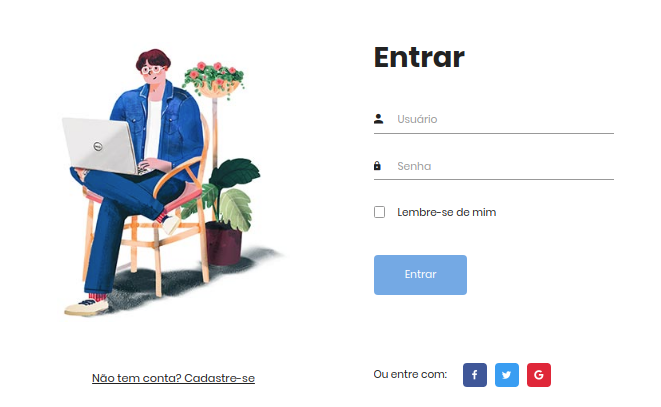 Entrar
Usuário
Senha
Lembre-se de mim
Entrar
Não tem conta? Cadastre-se
Ou entre com: